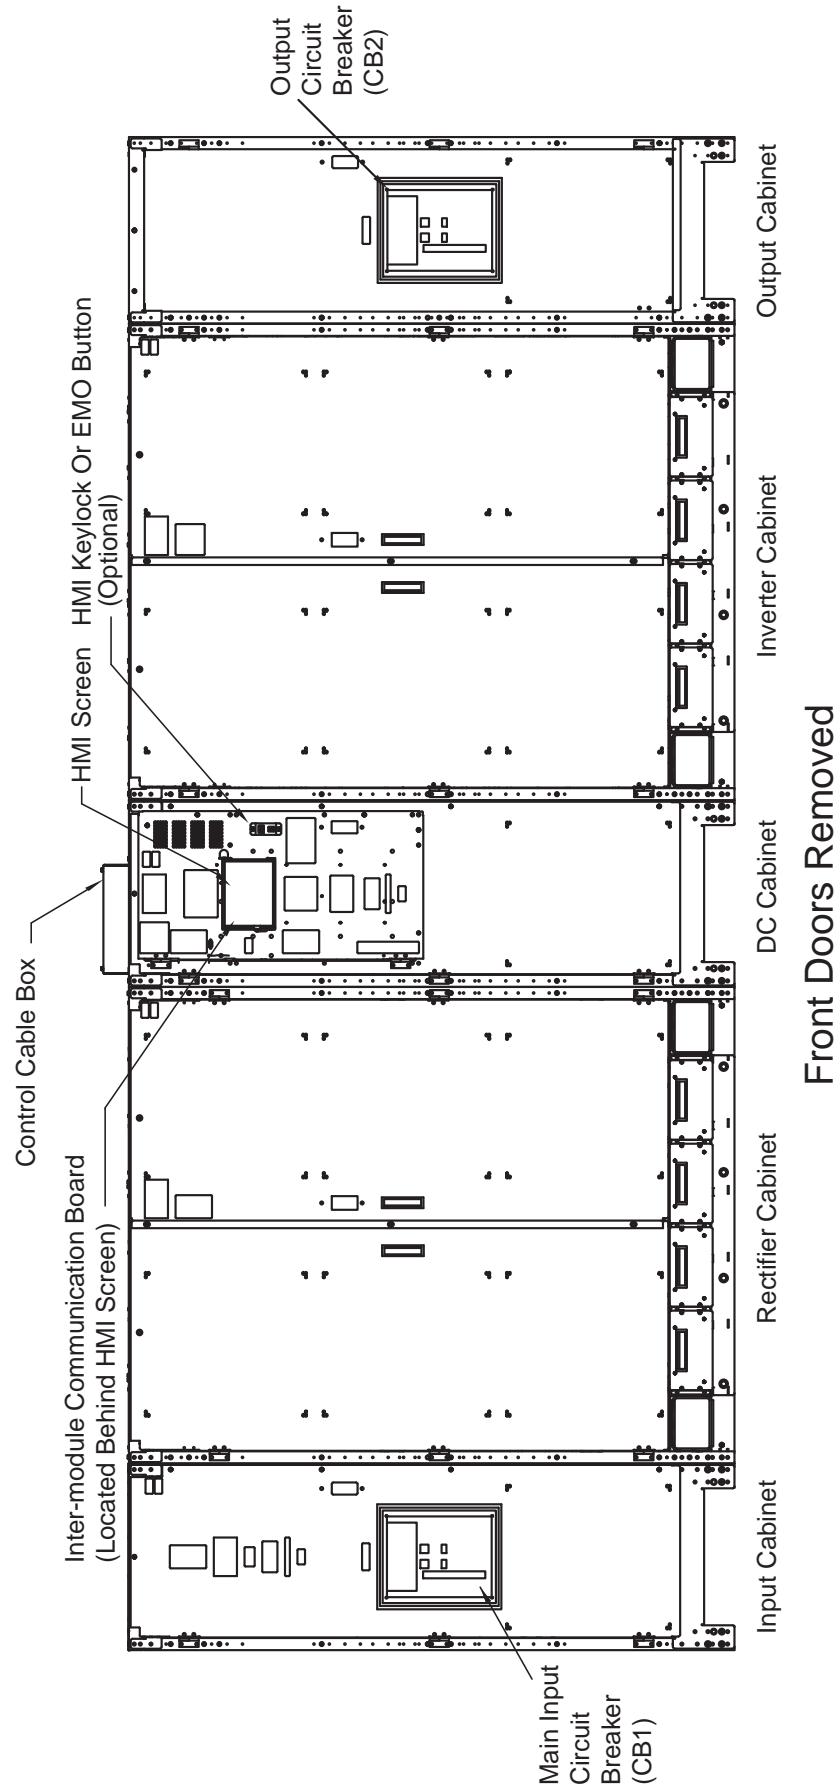 Control Cable Box
Inter-module Communication Board
(Located Behind HMI Screen)
HMI Screen
HMI Keylock Or EMO Button
(Optional)
Output
Circuit
Breaker
(CB2)
Main Input
Circuit
Breaker
(CB1)
Input Cabinet
Rectifier Cabinet
DC Cabinet
Inverter Cabinet
Output Cabinet
Front Doors Removed